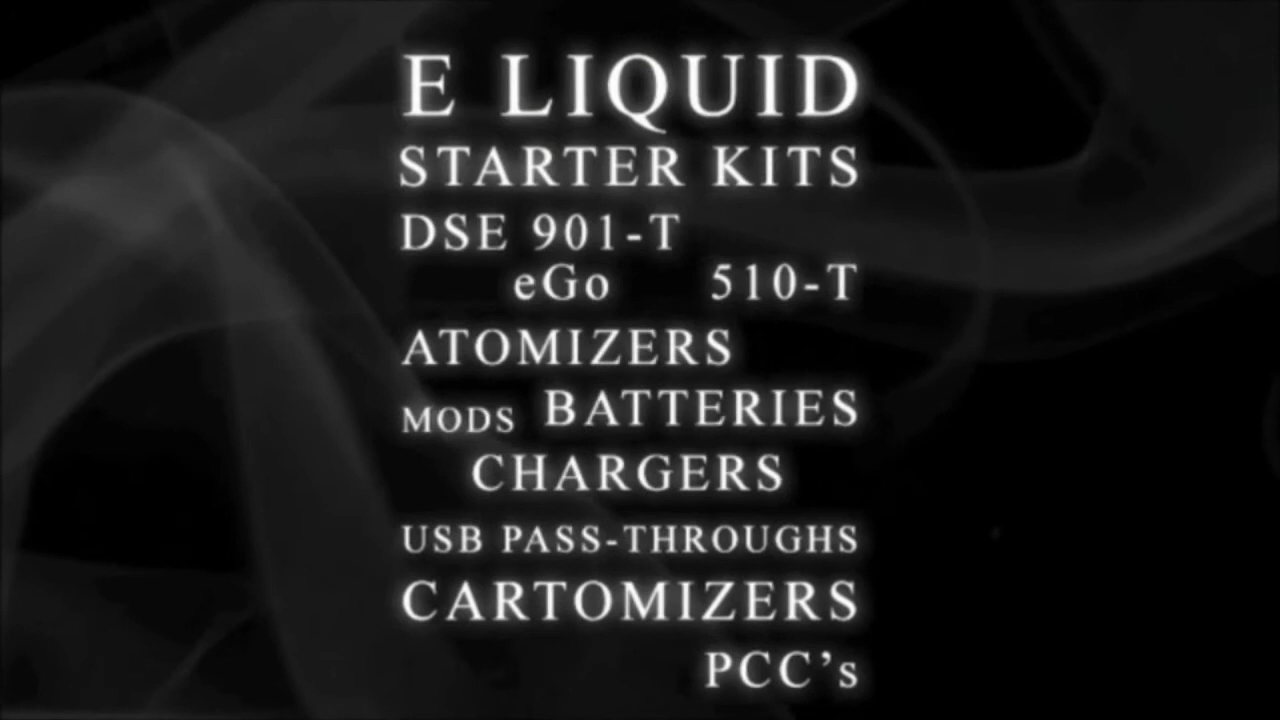 E LIQUID
STARTER KITS
DSE 901-T
eGo 510-T
ATOMIZERS
MODS BATTERIES
CHARGERS
USB PASS-THROUGHS
CARTOMIZERS
PCC’s